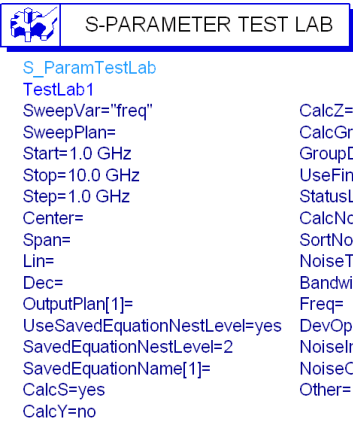 S-PARAMETER TEST LAB
S_ParamTestLab
TestLab1
SweepVar="freq"
SweepPlan=
Start=1.0 GHz
Stop=10.0 GHz
Step=1.0 GHz
Center=
Span=
Lin=
Dec=
OutputPlan[1]=
UseSavedEquationNestLevel=yes
SavedEquationNestLevel=2
SavedEquationName[1]=
CalcS=yes
CalcY=no
CalcZ=
CalcGr
GroupD
UseFin
StatusL
CalcNo
SortNo
NoiseT
Bandwi
Freq=
DevOp
NoiseIn
NoiseO
Other=